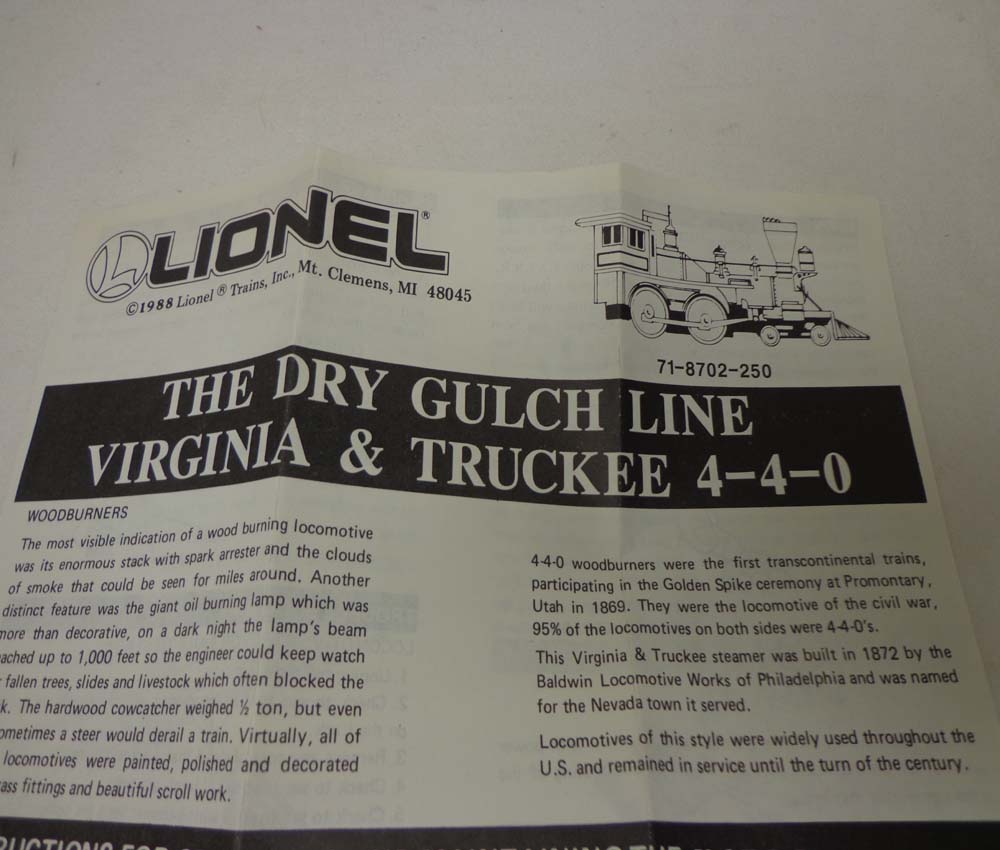 LIONEL®
©1988 Lionel® Trains, Inc., Mt. Clemens, MI 48045
71-8702-250
THE DRY GULCH LINE
VIRGINIA & TRUCKEE 4-4-0
WOODBURNERS
The most visible indication of a wood burning locomotive
was its enormous stack with spark arrester and the clouds
of smoke that could be seen for miles around. Another
distinct feature was the giant oil burning lamp which was
more than decorative, on a dark night the lamp's beam
ached up to 1,000 feet so the engineer could keep watch
fallen trees, slides and livestock which often blocked the
k. The hardwood cowcatcher weighed ½ ton, but even
ometimes a steer would derail a train. Virtually, all of
locomotives were painted, polished and decorated
ass fittings and beautiful scroll work.
4-4-0 woodburners were the first transcontinental trains,
participating in the Golden Spike ceremony at Promontary,
Utah in 1869. They were the locomotive of the civil war,
95% of the locomotives on both sides were 4-4-0's.
This Virginia & Truckee steamer was built in 1872 by the
Baldwin Locomotive Works of Philadelphia and was named
for the Nevada town it served.
Locomotives of this style were widely used throughout the
U.S. and remained in service until the turn of the century.